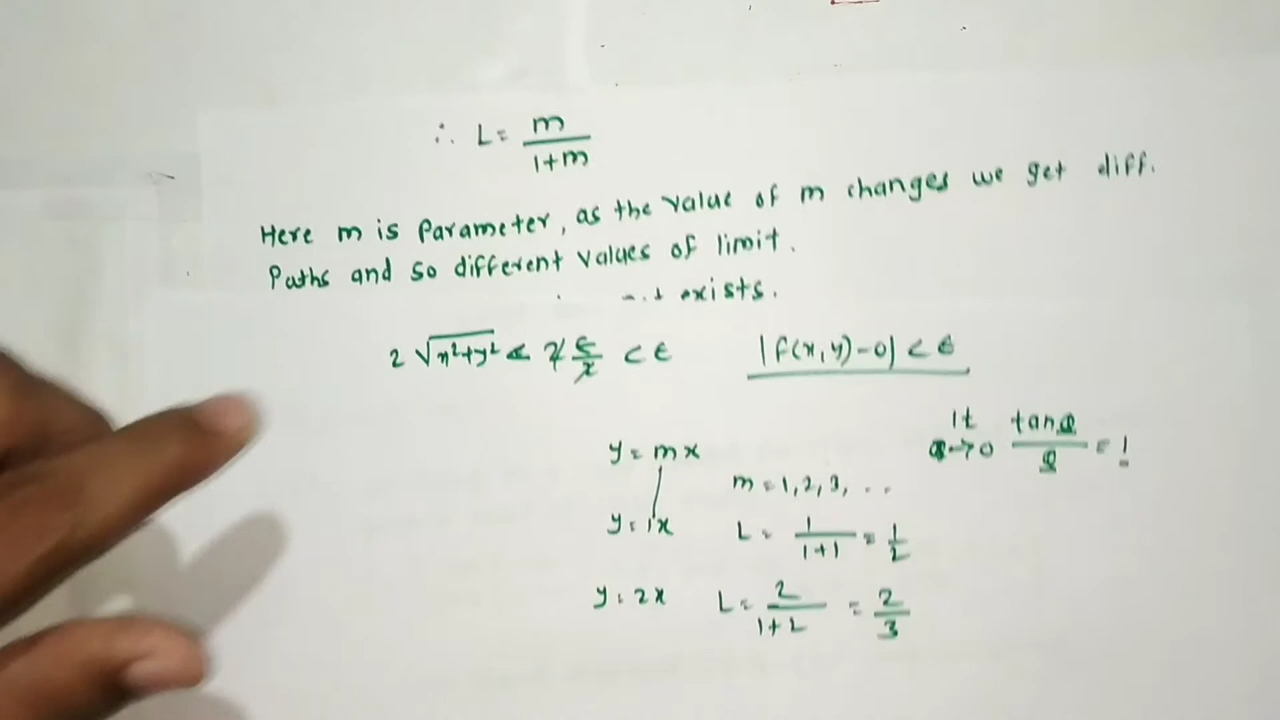 ∴ L = m/(1+m)
Here m is Parameter, as the value of m changes we get diff.
Paths and so different values of limit.
exists.
2 √(x²+y²) < 2 < ε |f(x,y)-0| < ε
lt tanθ/θ = 1
θ→0
y = mx
m = 1, 2, 3, ..
y = 1x L = 1/(1+1) = 1/2
y = 2x L = 2/(1+2) = 2/3